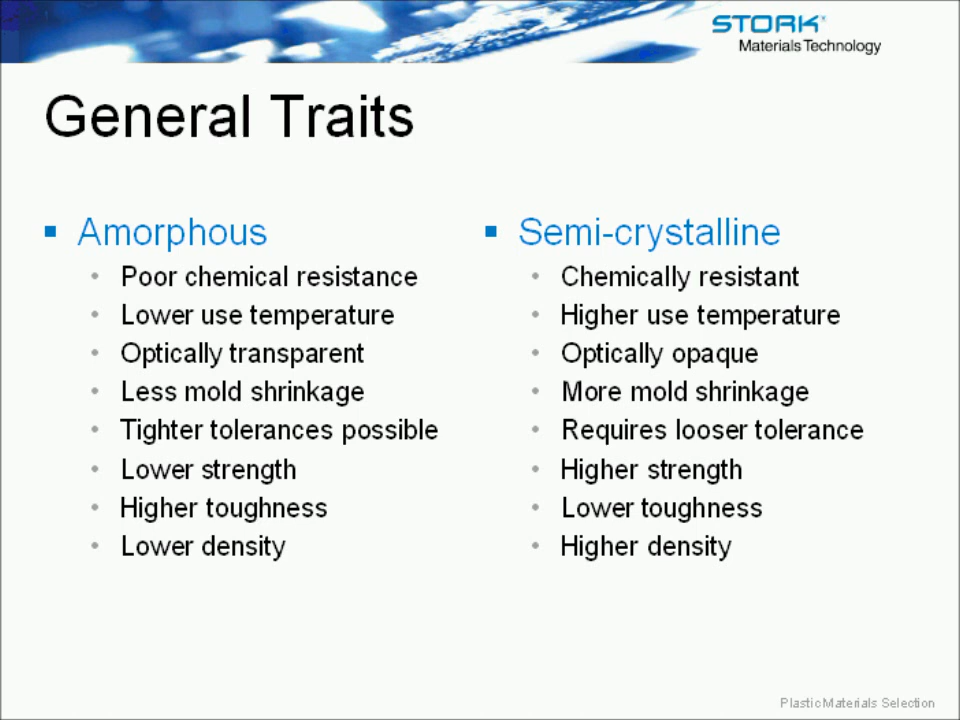 STORK
Materials Technology
General Traits
Amorphous
Poor chemical resistance
Lower use temperature
Optically transparent
Less mold shrinkage
Tighter tolerances possible
Lower strength
Higher toughness
Lower density
Semi-crystalline
Chemically resistant
Higher use temperature
Optically opaque
More mold shrinkage
Requires looser tolerance
Higher strength
Lower toughness
Higher density
Plastic Materials Selection